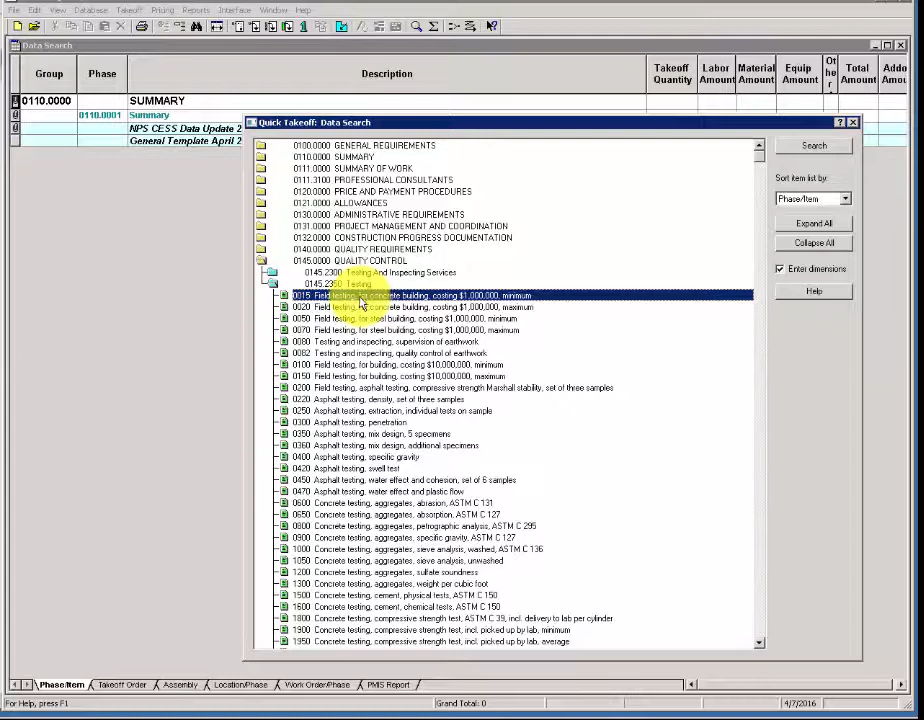 File Edit View Database Takeoff Pricing Reports Interface Window Help
Data Search
Group Phase Description Takeoff Quantity Labor Amount Material Amount Equip Amount Ot he r Total Amount Addo
0110.0000 SUMMARY
0110.0001 Summary
NPS CESS Data Update 2
General Template April 2
Quick Takeoff: Data Search
0100.0000 GENERAL REQUIREMENTS
0110.0000 SUMMARY
0111.0000 SUMMARY OF WORK
0111.3100 PROFESSIONAL CONSULTANTS
0120.0000 PRICE AND PAYMENT PROCEDURES
0121.0000 ALLOWANCES
0130.0000 ADMINISTRATIVE REQUIREMENTS
0131.0000 PROJECT MANAGEMENT AND COORDINATION
0132.0000 CONSTRUCTION PROGRESS DOCUMENTATION
0140.0000 QUALITY REQUIREMENTS
0145.0000 QUALITY CONTROL
0145.2300 Testing And Inspecting Services
0145.2350 Testing
0015 Field testing, for concrete building, costing $1,000,000, minimum
0020 Field testing, for concrete building, costing $1,000,000, maximum
0050 Field testing, for steel building, costing $1,000,000, minimum
0070 Field testing, for steel building, costing $1,000,000, maximum
0080 Testing and inspecting, supervision of earthwork
0082 Testing and inspecting, quality control of earthwork
0100 Field testing, for building, costing $10,000,000, minimum
0150 Field testing, for building, costing $10,000,000, maximum
0200 Field testing, asphalt testing, compressive strength Marshall stability, set of three samples
0220 Asphalt testing, density, set of three samples
0250 Asphalt testing, extraction, individual tests on sample
0300 Asphalt testing, penetration
0350 Asphalt testing, mix design, 5 specimens
0360 Asphalt testing, mix design, additional specimens
0400 Asphalt testing, specific gravity
0420 Asphalt testing, swell test
0450 Asphalt testing, water effect and cohesion, set of 6 samples
0470 Asphalt testing, water effect and plastic flow
0600 Concrete testing, aggregates, abrasion, ASTM C 131
0650 Concrete testing, aggregates, absorption, ASTM C 127
0800 Concrete testing, aggregates, petrographic analysis, ASTM C 295
0900 Concrete testing, aggregates, specific gravity, ASTM C 127
1000 Concrete testing, aggregates, sieve analysis, washed, ASTM C 136
1050 Concrete testing, aggregates, sieve analysis, unwashed
1200 Concrete testing, aggregates, sulfate soundness
1300 Concrete testing, aggregates, weight per cubic foot
1500 Concrete testing, cement, physical tests, ASTM C 150
1600 Concrete testing, cement, chemical tests, ASTM C 150
1800 Concrete testing, compressive strength test, ASTM C 39, incl. delivery to lab per cylinder
1900 Concrete testing, compressive strength test, incl. picked up by lab, minimum
1950 Concrete testing, compressive strength test, incl. picked up by lab, average
Search
Sort item list by:
Phase/Item
Expand All
Collapse All
Enter dimensions
Help
Phase/Item Takeoff Order Assembly Location/Phase Work Order/Phase PMIS Report
For Help, press F1 Grand Total: 0 4/7/2016